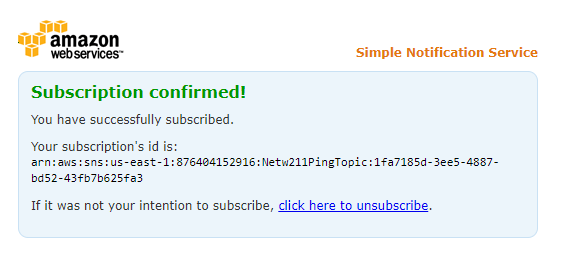 amazon
webservices™
Simple Notification Service
Subscription confirmed!
You have successfully subscribed.
Your subscription's id is:
arn:aws:sns:us-east-1:876404152916:Netw211PingTopic:1fa7185d-3ee5-4887-
bd52-43fb7b625fa3
If it was not your intention to subscribe, click here to unsubscribe.